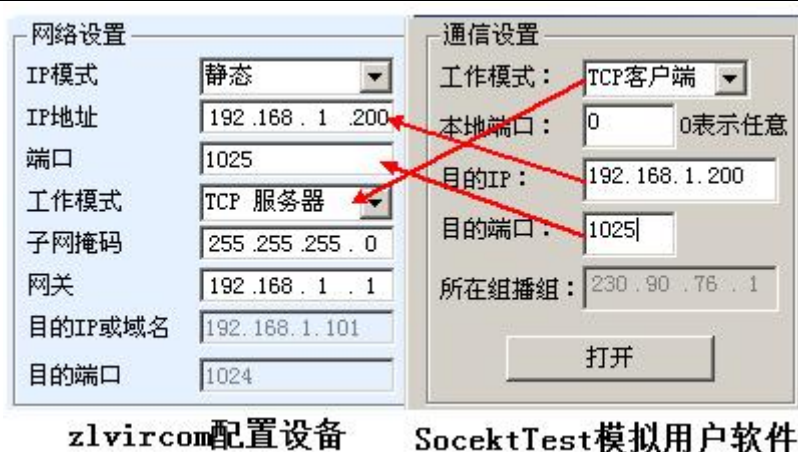 网络设置
IP模式 静态
IP地址 192 .168 . 1 .200
端口 1025
工作模式 TCP 服务器
子网掩码 255 .255 .255 . 0
网关 192 .168 . 1 . 1
目的IP或域名 192.168.1.101
目的端口 1024
zlvircom配置设备
通信设置
工作模式： TCP客户端
本地端口： 0 0表示任意
目的IP： 192.168.1.200
目的端口： 1025
所在组播组： 230 .90 .76 . 1
打开
SocektTest模拟用户软件